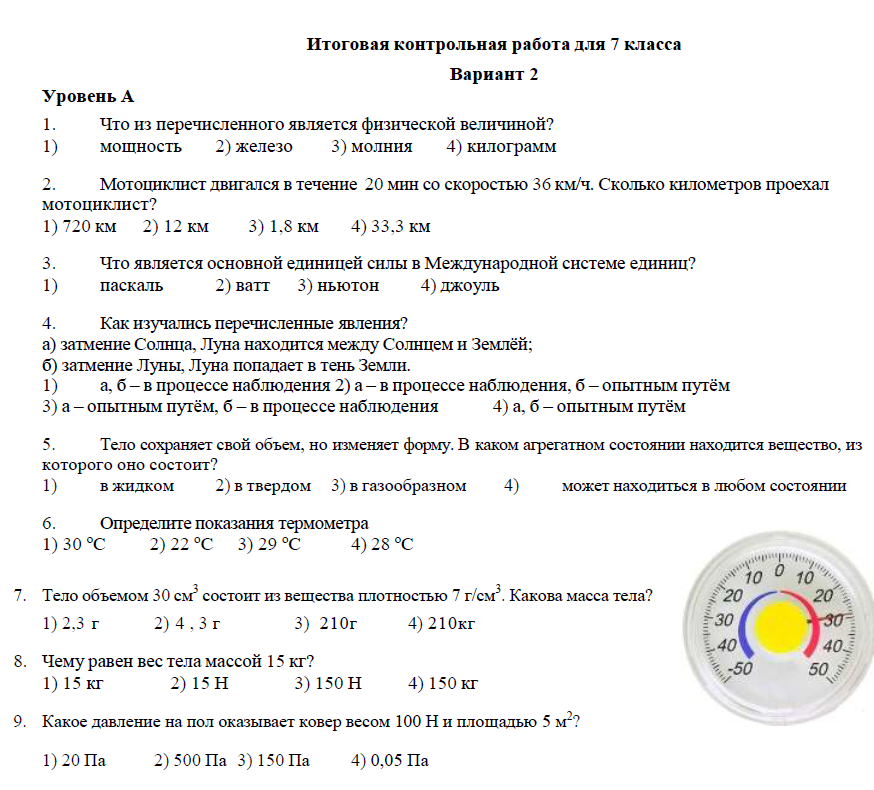 Итоговая контрольная работа для 7 класса
Вариант 2
Уровень А
1. Что из перечисленного является физической величиной?
1) мощность 2) железо 3) молния 4) килограмм
2. Мотоциклист двигался в течение 20 мин со скоростью 36 км/ч. Сколько километров проехал
мотоциклист?
1) 720 км 2) 12 км 3) 1,8 км 4) 33,3 км
3. Что является основной единицей силы в Международной системе единиц?
1) паскаль 2) ватт 3) ньютон 4) джоуль
4. Как изучались перечисленные явления?
а) затмение Солнца, Луна находится между Солнцем и Землёй;
б) затмение Луны, Луна попадает в тень Земли.
1) а, б – в процессе наблюдения 2) а – в процессе наблюдения, б – опытным путём
3) а – опытным путём, б – в процессе наблюдения 4) а, б – опытным путём
5. Тело сохраняет свой объем, но изменяет форму. В каком агрегатном состоянии находится вещество, из
которого оно состоит?
1) в жидком 2) в твердом 3) в газообразном 4) может находиться в любом состоянии
6. Определите показания термометра
1) 30 ⁰С 2) 22 ⁰С 3) 29 ⁰С 4) 28 ⁰С
10 0 10
20 20
30 30
-40 40
-50 50
7. Тело объемом 30 см³ состоит из вещества плотностью 7 г/см³. Какова масса тела?
1) 2,3 г 2) 4 , 3 г 3) 210г 4) 210кг
8. Чему равен вес тела массой 15 кг?
1) 15 кг 2) 15 Н 3) 150 Н 4) 150 кг
9. Какое давление на пол оказывает ковер весом 100 Н и площадью 5 м²?
1) 20 Па 2) 500 Па 3) 150 Па 4) 0,05 Па